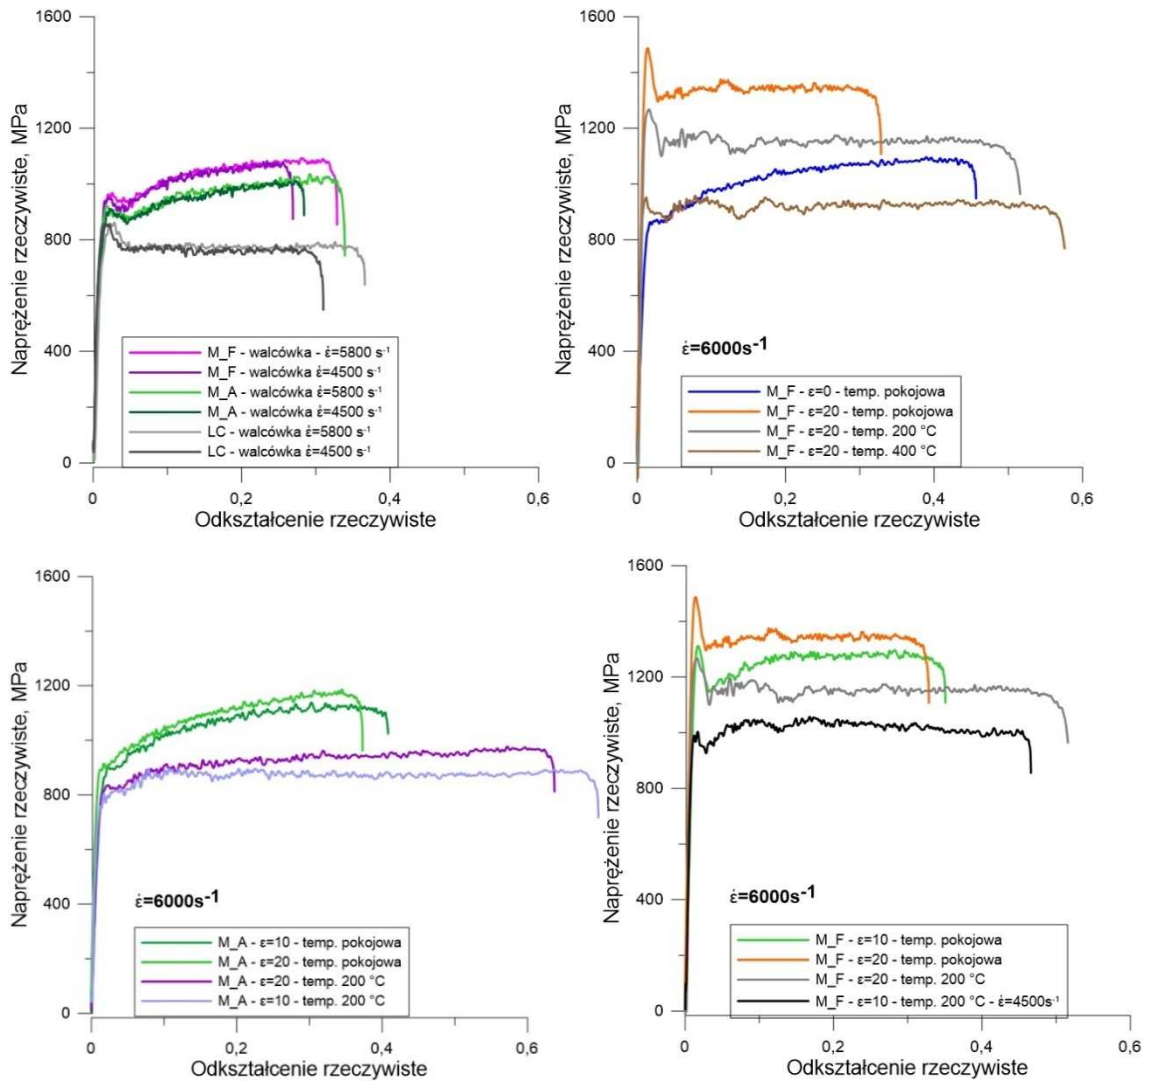 1600
1200
800
400
0
Naprężenie rzeczywiste, MPa
M_F - walcówka - ε̇=5800 s⁻¹
M_F - walcówka ε̇=4500 s⁻¹
M_A - walcówka ε̇=5800 s⁻¹
M_A - walcówka ε̇=4500 s⁻¹
LC - walcówka ε̇=5800 s⁻¹
LC - walcówka ε̇=4500 s⁻¹
0 0,2 0,4 0,6
Odkształcenie rzeczywiste
1600
1200
800
400
0
Naprężenie rzeczywiste, MPa
ε̇=6000s⁻¹
M_F - ε=0 - temp. pokojowa
M_F - ε=20 - temp. pokojowa
M_F - ε=20 - temp. 200 °C
M_F - ε=20 - temp. 400 °C
0 0,2 0,4 0,6
Odkształcenie rzeczywiste
1600
1200
800
400
0
Naprężenie rzeczywiste, MPa
ε̇=6000s⁻¹
M_A - ε=10 - temp. pokojowa
M_A - ε=20 - temp. pokojowa
M_A - ε=20 - temp. 200 °C
M_A - ε=10 - temp. 200 °C
0 0,2 0,4 0,6
Odkształcenie rzeczywiste
1600
1200
800
400
0
Naprężenie rzeczywiste, MPa
ε̇=6000s⁻¹
M_F - ε=10 - temp. pokojowa
M_F - ε=20 - temp. pokojowa
M_F - ε=20 - temp. 200 °C
M_F - ε=10 - temp. 200 °C - ε̇=4500s⁻¹
0 0,2 0,4 0,6
Odkształcenie rzeczywiste